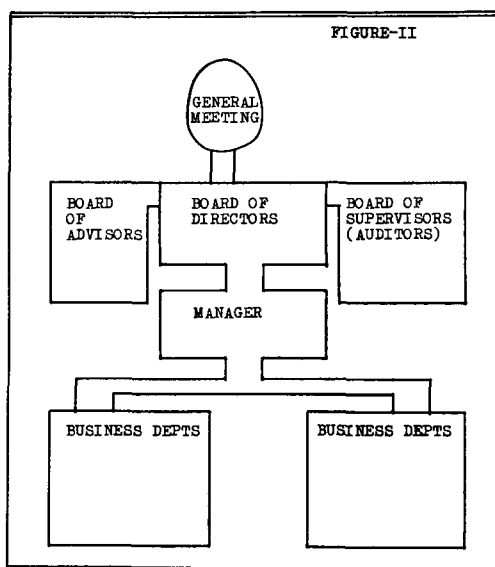 FIGURE-II
GENERAL
MEETING
BOARD
OF
ADVISORS
BOARD OF
DIRECTORS
BOARD OF
SUPERVISORS
(AUDITORS)
MANAGER
BUSINESS DEPTS
BUSINESS DEPTS